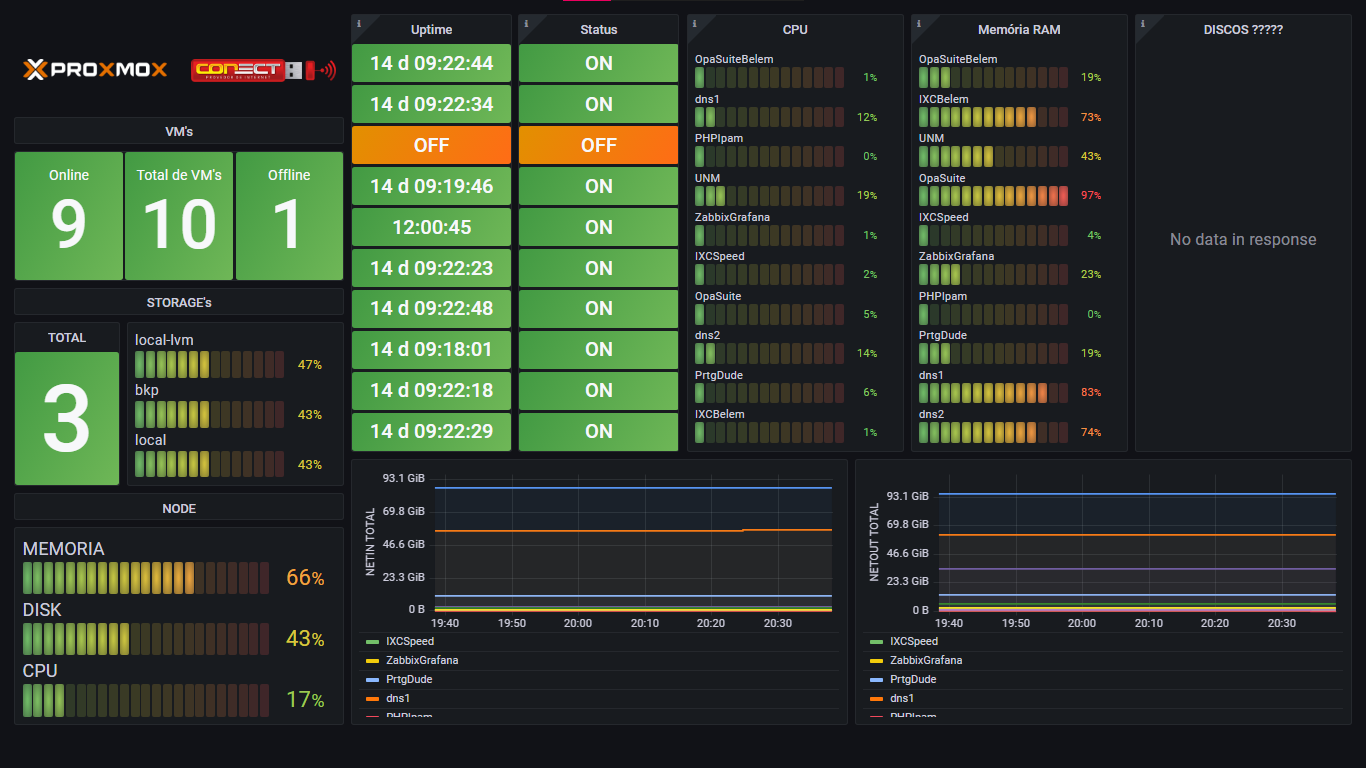 PROXMOX
CONECT
PROVEDOR DE INTERNET
VM's
Online
9
Total de VM's
10
Offline
1
STORAGE's
TOTAL
3
local-lvm
47%
bkp
43%
local
43%
NODE
MEMORIA
66%
DISK
43%
CPU
17%
Uptime
14 d 09:22:44
14 d 09:22:34
OFF
14 d 09:19:46
12:00:45
14 d 09:22:23
14 d 09:22:48
14 d 09:18:01
14 d 09:22:18
14 d 09:22:29
Status
ON
ON
OFF
ON
ON
ON
ON
ON
ON
ON
CPU
OpaSuiteBelem
1%
dns1
12%
PHPIpam
0%
UNM
19%
ZabbixGrafana
1%
IXCSpeed
2%
OpaSuite
5%
dns2
14%
PrtgDude
6%
IXCBelem
1%
Memória RAM
OpaSuiteBelem
19%
IXCBelem
73%
UNM
43%
OpaSuite
97%
IXCSpeed
4%
ZabbixGrafana
23%
PHPIpam
0%
PrtgDude
19%
dns1
83%
dns2
74%
DISCOS ?????
No data in response
NETIN TOTAL
93.1 GiB
69.8 GiB
46.6 GiB
23.3 GiB
0 B
19:40 19:50 20:00 20:10 20:20 20:30
IXCSpeed
ZabbixGrafana
PrtgDude
dns1
PHPIpam
NETOUT TOTAL
93.1 GiB
69.8 GiB
46.6 GiB
23.3 GiB
0 B
19:40 19:50 20:00 20:10 20:20 20:30
IXCSpeed
ZabbixGrafana
PrtgDude
dns1
PHPIpam